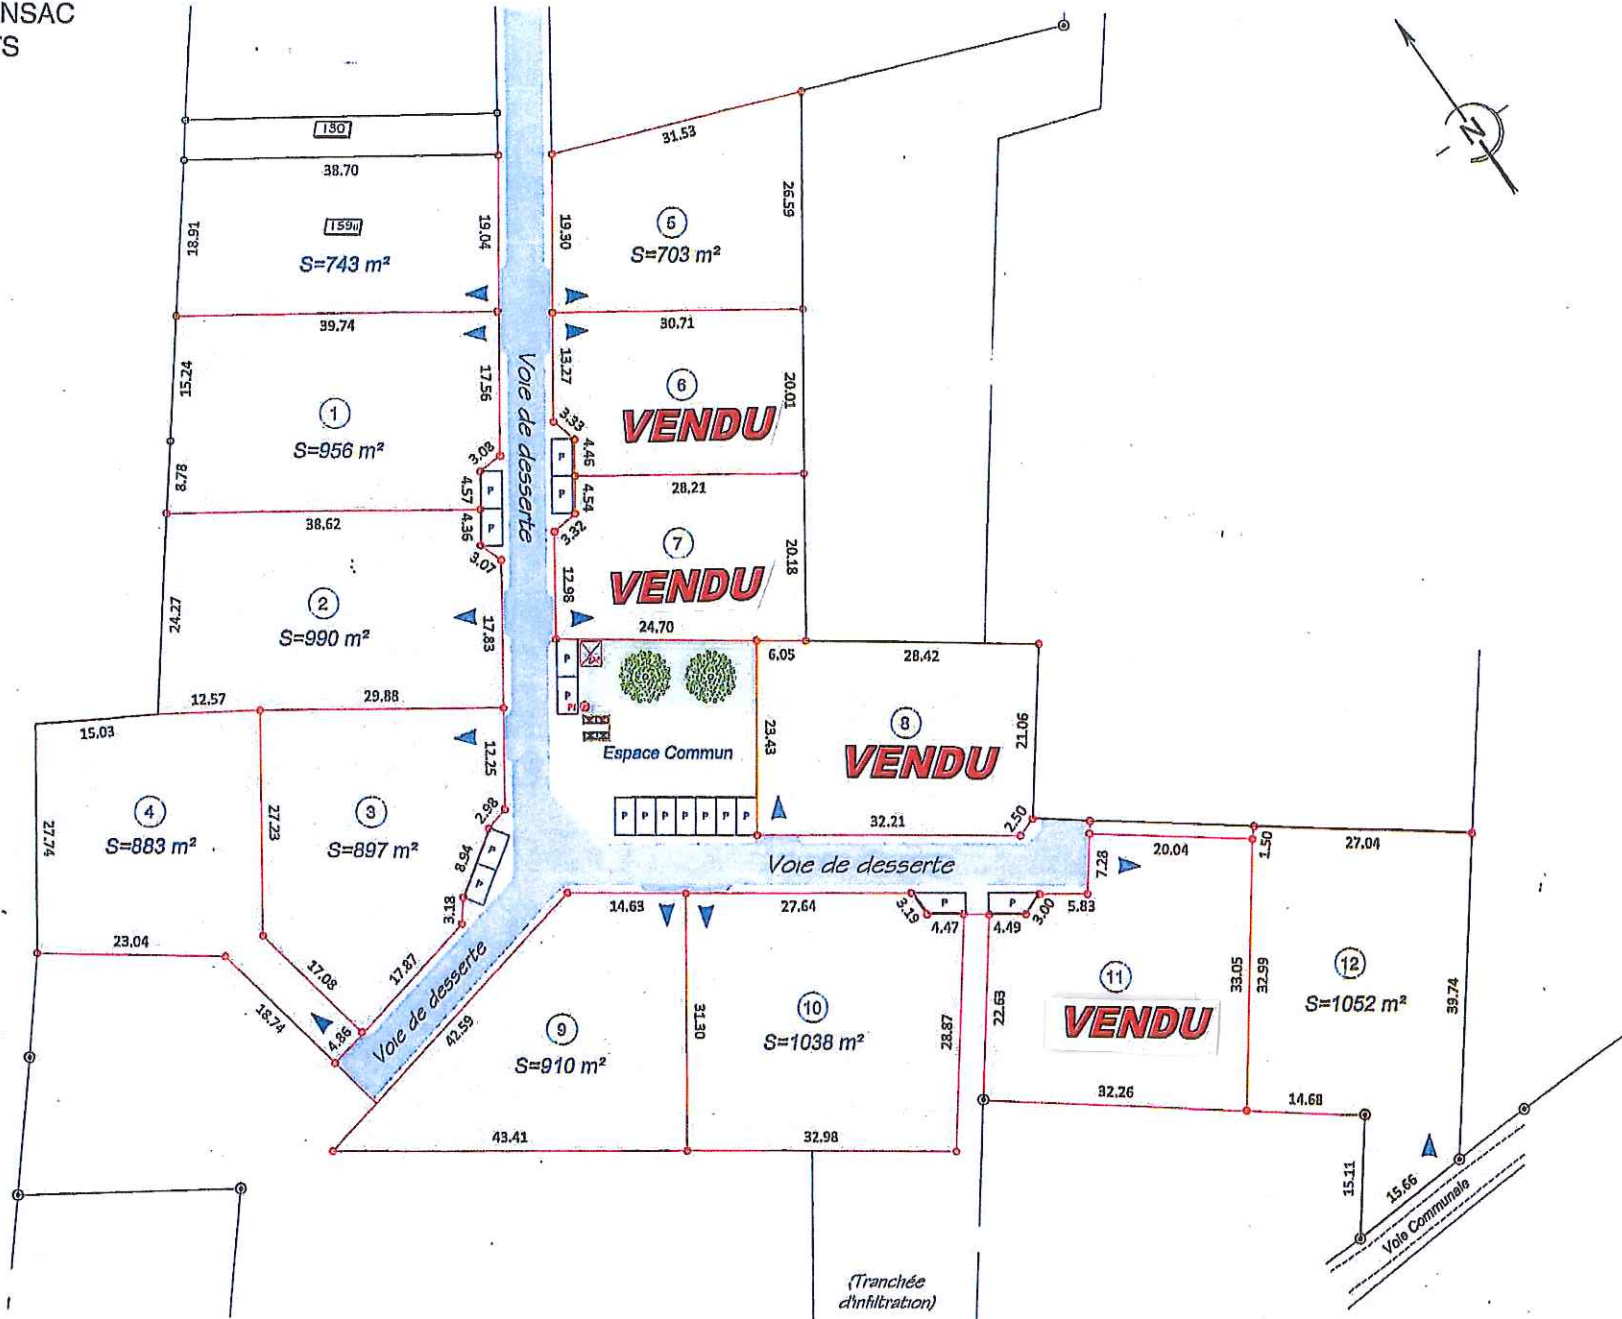 NSAC
TS
130
38.70
31.53
18.91
159u
S=743 m²
19.04
19.30
5
S=703 m²
26.59
39.74
30.71
15.24
17.56
13.27
1
S=956 m²
8.78
3.08
4.57
P
Voie de desserte
3.33
4.46
P
6
VENDU
20.01
28.21
38.62
4.36
P
3.07
P
4.54
3.32
7
VENDU
20.18
24.27
2
S=990 m²
17.83
12.98
24.70
12.57
29.88
6.05
28.42
15.03
P
P
Espace Commun
23.43
8
VENDU
21.06
12.25
27.74
4
S=883 m²
27.23
3
S=897 m²
2.98
8.94
P
P
3.18
P P P P P P P
32.21
2.50
Voie de desserte
7.28
20.04
1.50
27.04
14.63
27.64
3.19
P
4.47
P
4.49
3.00
5.83
23.04
17.08
17.87
18.74
4.86
Voie de desserte
42.59
9
S=910 m²
31.30
10
S=1038 m²
28.87
22.63
11
VENDU
33.05
32.99
12
S=1052 m²
39.74
32.26
14.68
43.41
32.98
15.11
15.66
Voie Communale
(Tranchée
d'infiltration)
N